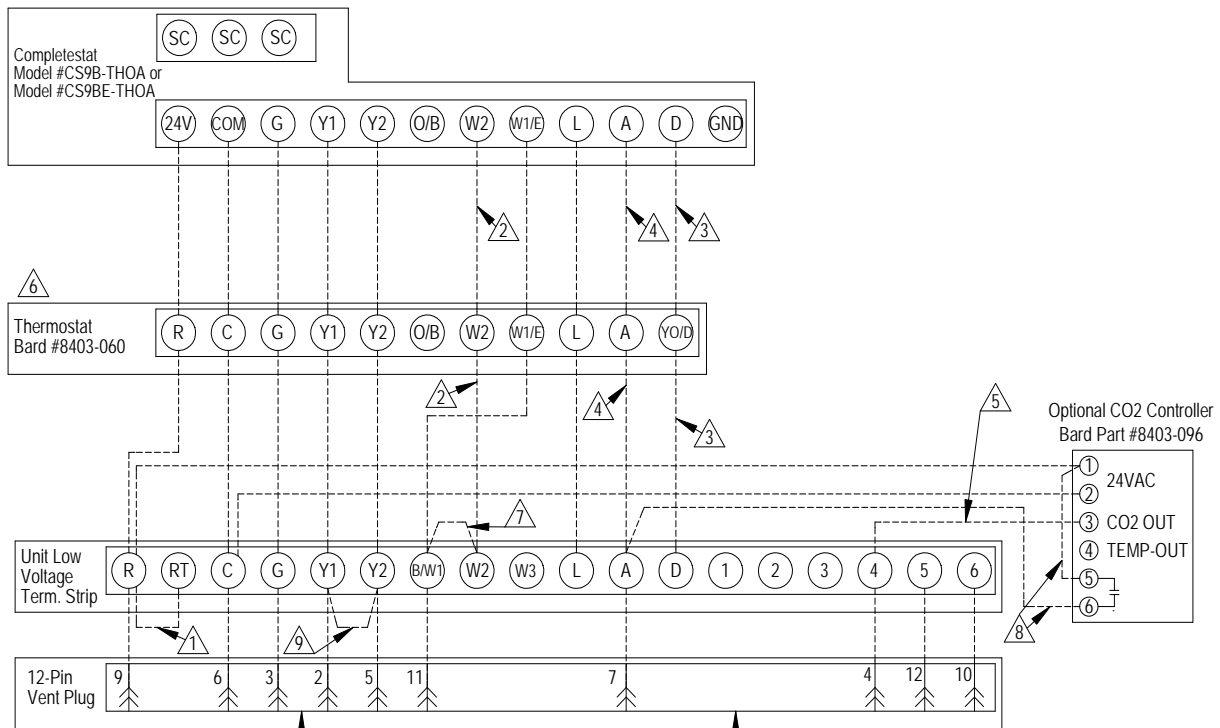 SC SC SC
Completestat
Model #CS9B-THOA or
Model #CS9BE-THOA
24V COM G Y1 Y2 O/B W2 W1/E L A D GND
2 4 3
6
Thermostat
Bard #8403-060
R C G Y1 Y2 O/B W2 W1/E L A YO/D
2 4 3 5
Optional CO2 Controller
Bard Part #8403-096
1
24VAC
2
3 CO2 OUT
4 TEMP-OUT
5
6
7
Unit Low
Voltage
Term. Strip
R RT C G Y1 Y2 B/W1 W2 W3 L A D 1 2 3 4 5 6
1 9 8
12-Pin
Vent Plug
9 6 3 2 5 11 7 4 12 10